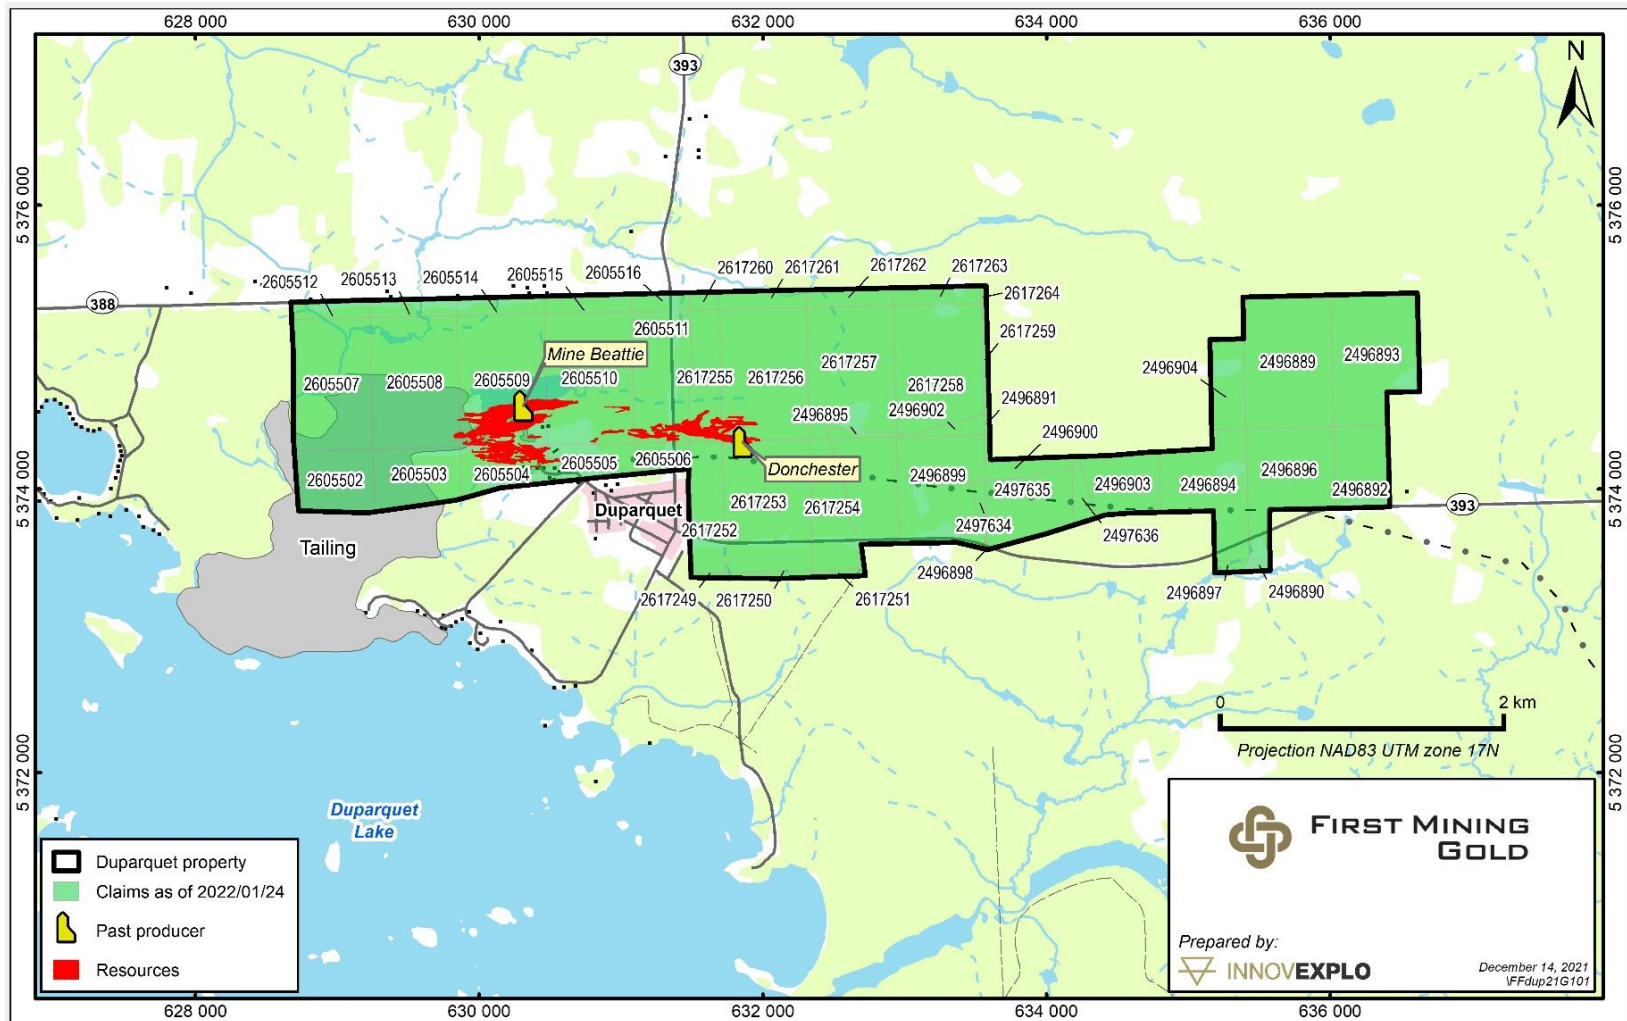 628 000
630 000
632 000
634 000
636 000
393
N
5 376 000
5 376 000
2605512
2605513
2605514
2605515
2605516
2617260
2617261
2617262
2617263
2617264
388
2605511
2617259
Mine Beattie
2617257
2496904
2496889
2496893
2605507
2605508
2605509
2605510
2617255
2617256
2617258
2496891
2496895
2496902
2496900
Donchester
5 374 000
5 374 000
2605502
2605503
2605504
2605505
2605506
2496899
2497635
2496903
2496894
2496896
2496892
393
Duparquet
2617253
2617254
2617252
2497634
2497636
Tailing
2496898
2617249
2617250
2617251
2496897
2496890
0
2 km
Projection NAD83 UTM zone 17N
5 372 000
5 372 000
Duparquet
Lake
FIRST MINING
GOLD
Duparquet property
Claims as of 2022/01/24
Past producer
Resources
Prepared by:
INNOVEXPLO
December 14, 2021
\FFdup21G101
628 000
630 000
632 000
634 000
636 000